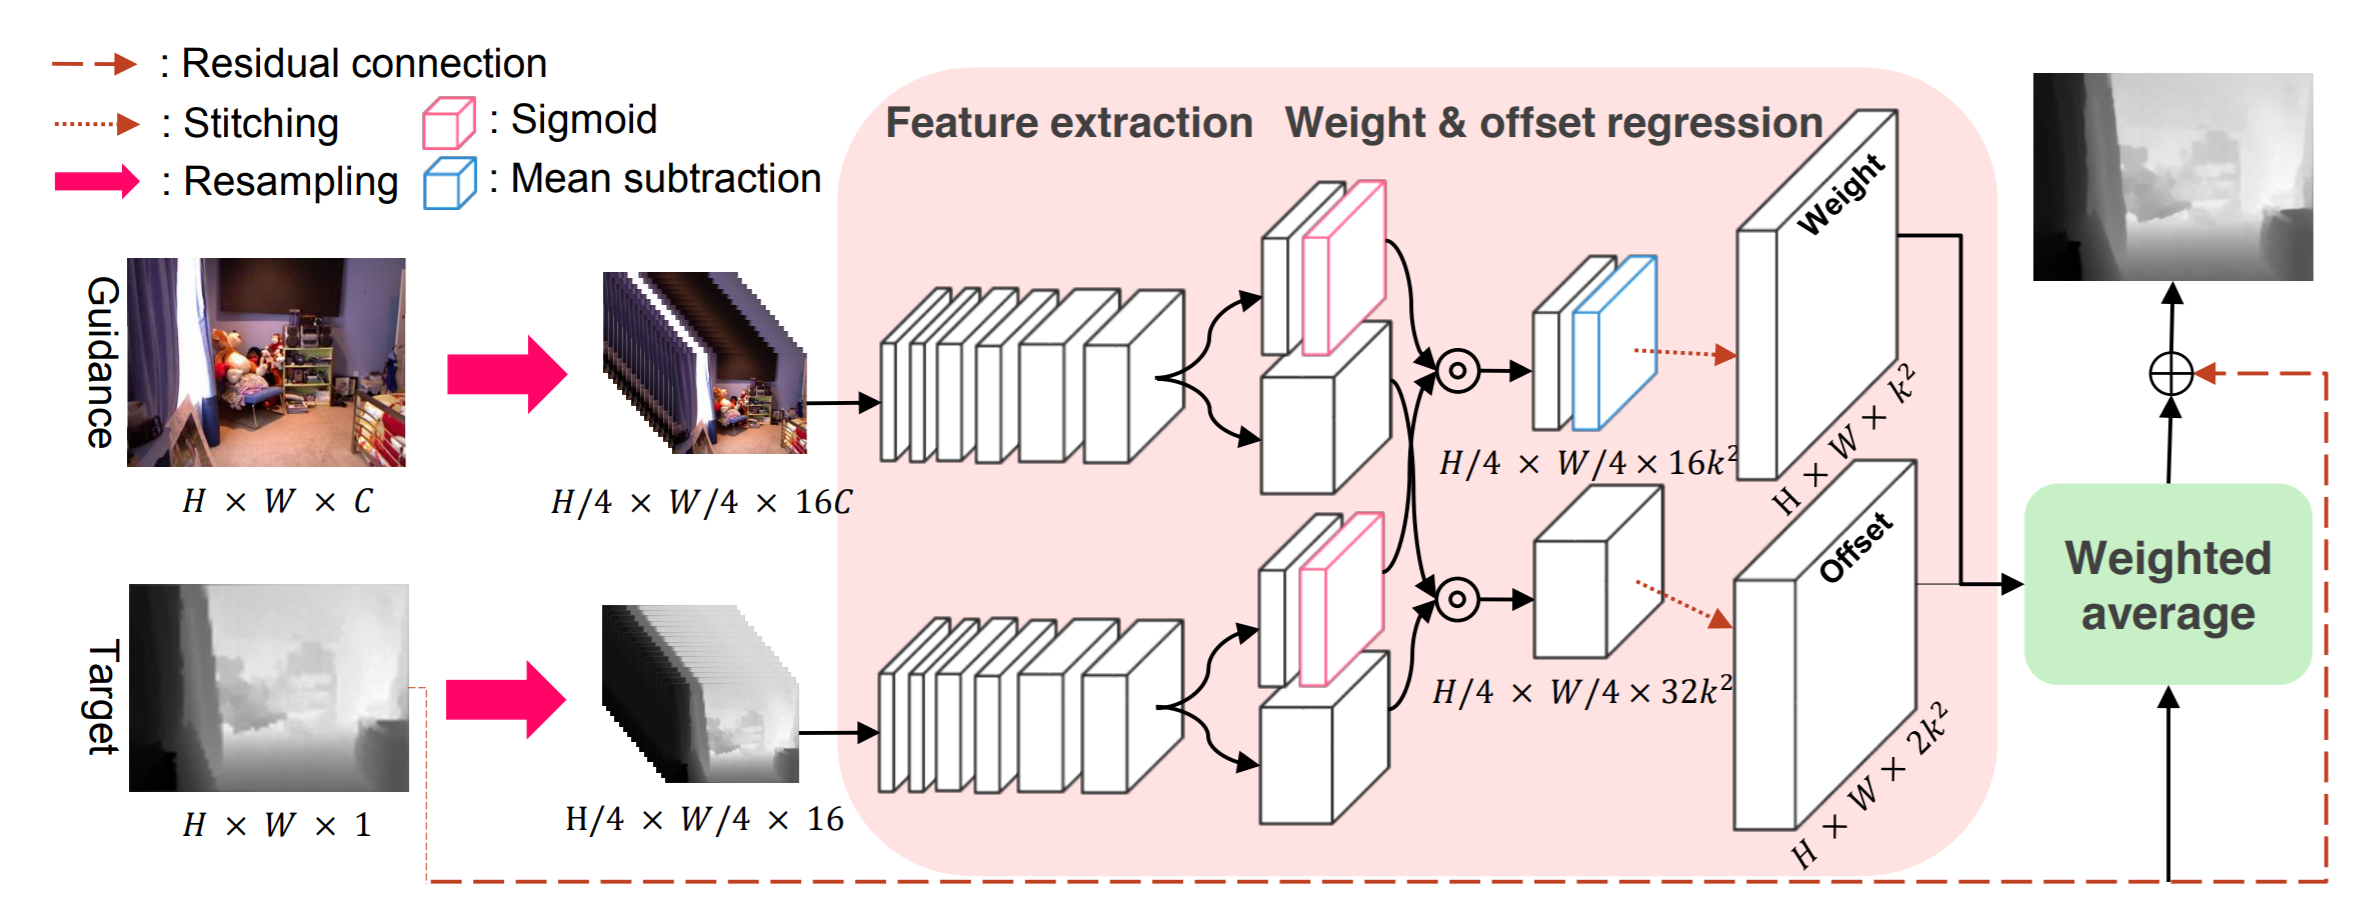 : Residual connection
: Stitching
: Sigmoid
: Resampling
: Mean subtraction
Feature extraction
Weight & offset regression
Guidance
H × W × C
H/4 × W/4 × 16C
Target
H × W × 1
H/4 × W/4 × 16
H/4 × W/4 × 16k²
H/4 × W/4 × 32k²
Weight
H × W × k²
Offset
H × W × 2k²
Weighted
average